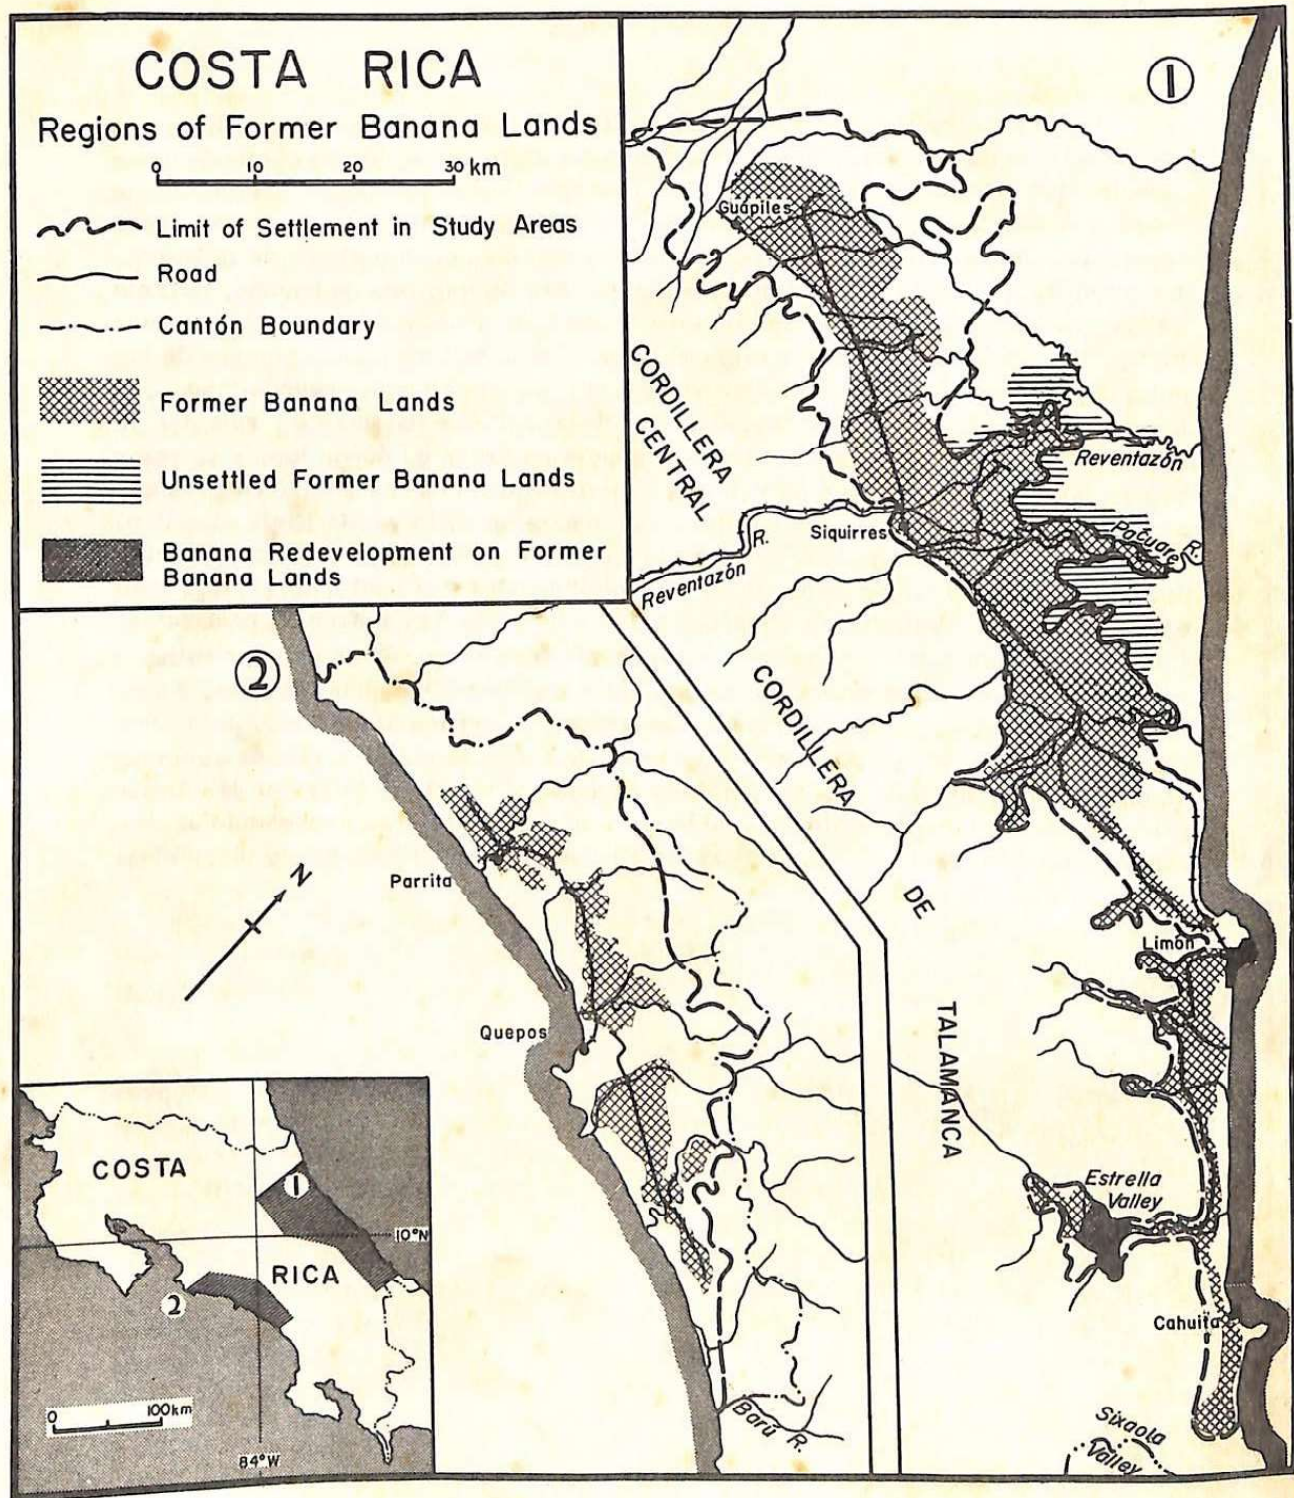 COSTA RICA
Regions of Former Banana Lands
0 10 20 30 km
Limit of Settlement in Study Areas
Road
Cantón Boundary
Former Banana Lands
Unsettled Former Banana Lands
Banana Redevelopment on Former
Banana Lands
1
Guápiles
CORDILLERA
CENTRAL
Reventazón
Siquirres
Pacuare R.
R.
Reventazón
2
CORDILLERA
DE
TALAMANCA
Parrita
N
Limón
Quepos
Estrella
Valley
Cahuita
Barú R.
Sixaola
Valley
COSTA
RICA
1
2
10°N
0 100km
84°W